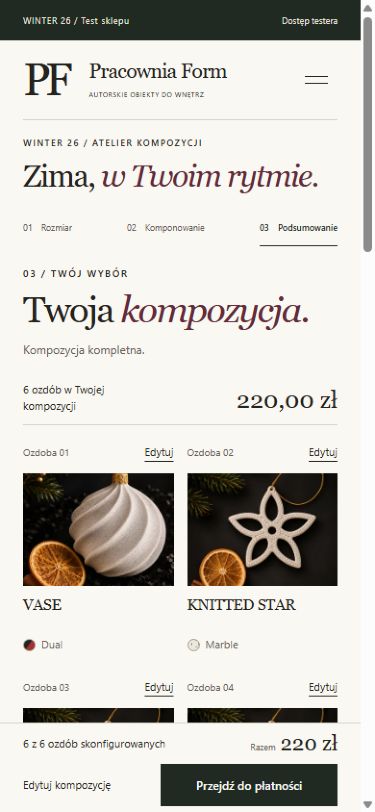 WINTER 26 / Test sklepu
Dostęp testera
PF
Pracownia Form
AUTORSKIE OBIEKTY DO WNĘTRZ
WINTER 26 / ATELIER KOMPOZYCJI
Zima, w Twoim rytmie.
01 Rozmiar
02 Komponowanie
03 Podsumowanie
03 / TWÓJ WYBÓR
Twoja kompozycja.
Kompozycja kompletna.
6 ozdób w Twojej
kompozycji
220,00 zł
Ozdoba 01
Edytuj
Ozdoba 02
Edytuj
VASE
KNITTED STAR
Dual
Marble
Ozdoba 03
Edytuj
Ozdoba 04
Edytuj
6 z 6 ozdób skonfigurowanych
Razem 220 zł
Edytuj kompozycję
Przejdź do płatności